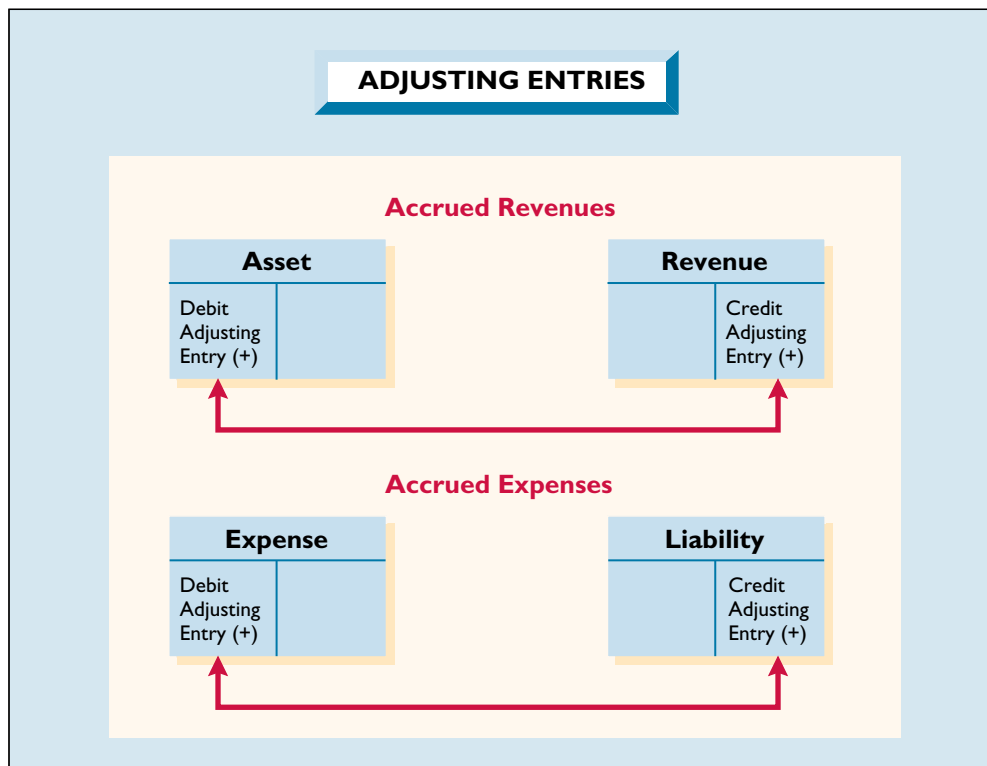 ADJUSTING ENTRIES
Accrued Revenues
Asset
Debit
Adjusting
Entry (+)
Revenue
Credit
Adjusting
Entry (+)
Accrued Expenses
Expense
Debit
Adjusting
Entry (+)
Liability
Credit
Adjusting
Entry (+)